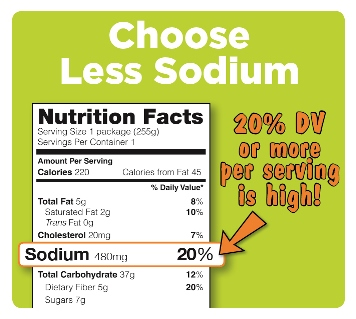 Choose
Less Sodium
Nutrition Facts
Serving Size 1 package (255g)
Servings Per Container 1
Amount Per Serving
Calories 220 Calories from Fat 45
% Daily Value*
Total Fat 5g 8%
Saturated Fat 2g 10%
Trans Fat 0g
Cholesterol 20mg 7%
Sodium 480mg 20%
Total Carbohydrate 37g 12%
Dietary Fiber 5g 20%
Sugars 7g
20% DV
or more
per serving
is high!